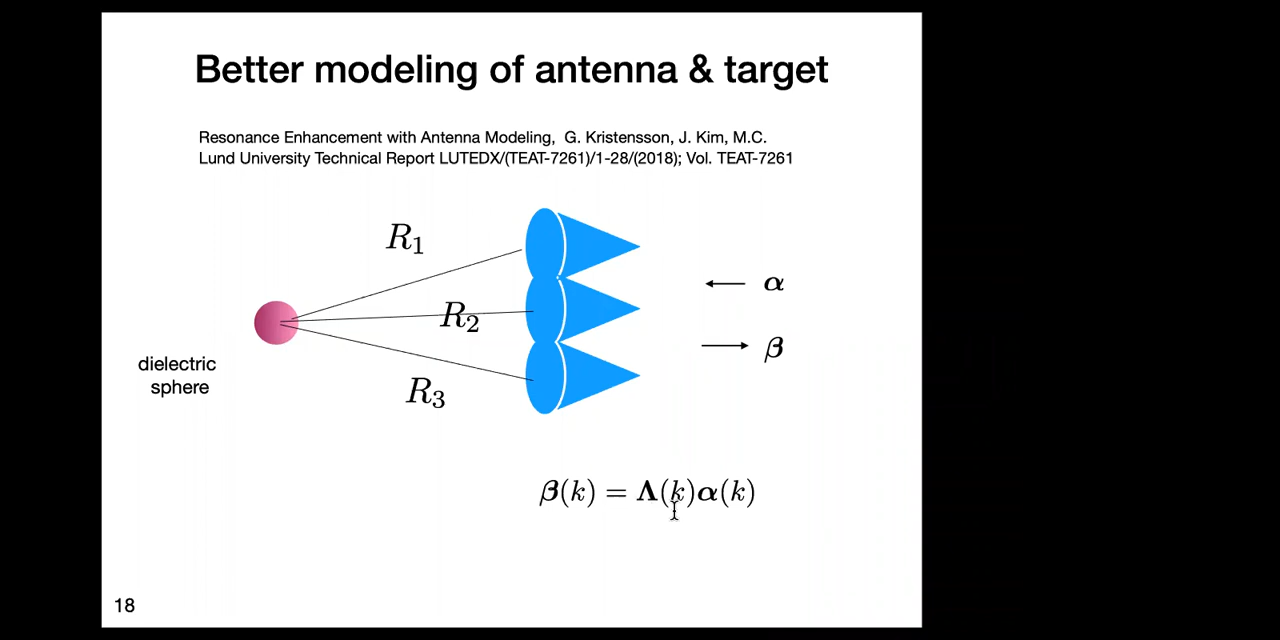 Better modeling of antenna & target
Resonance Enhancement with Antenna Modeling, G. Kristensson, J. Kim, M.C.
Lund University Technical Report LUTEDX/(TEAT-7261)/1-28/(2018); Vol. TEAT-7261
R₁
α
R₂
β
dielectric
sphere
R₃
β(k) = Λ(k)α(k)
18